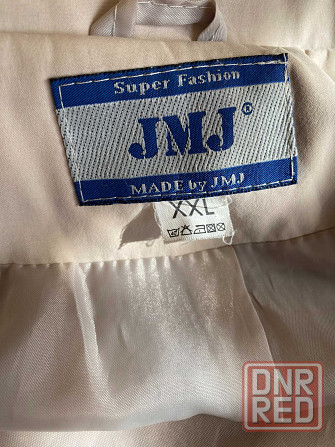 Super Fashion
JMJ®
MADE by JMJ
XXL
DNR
RED